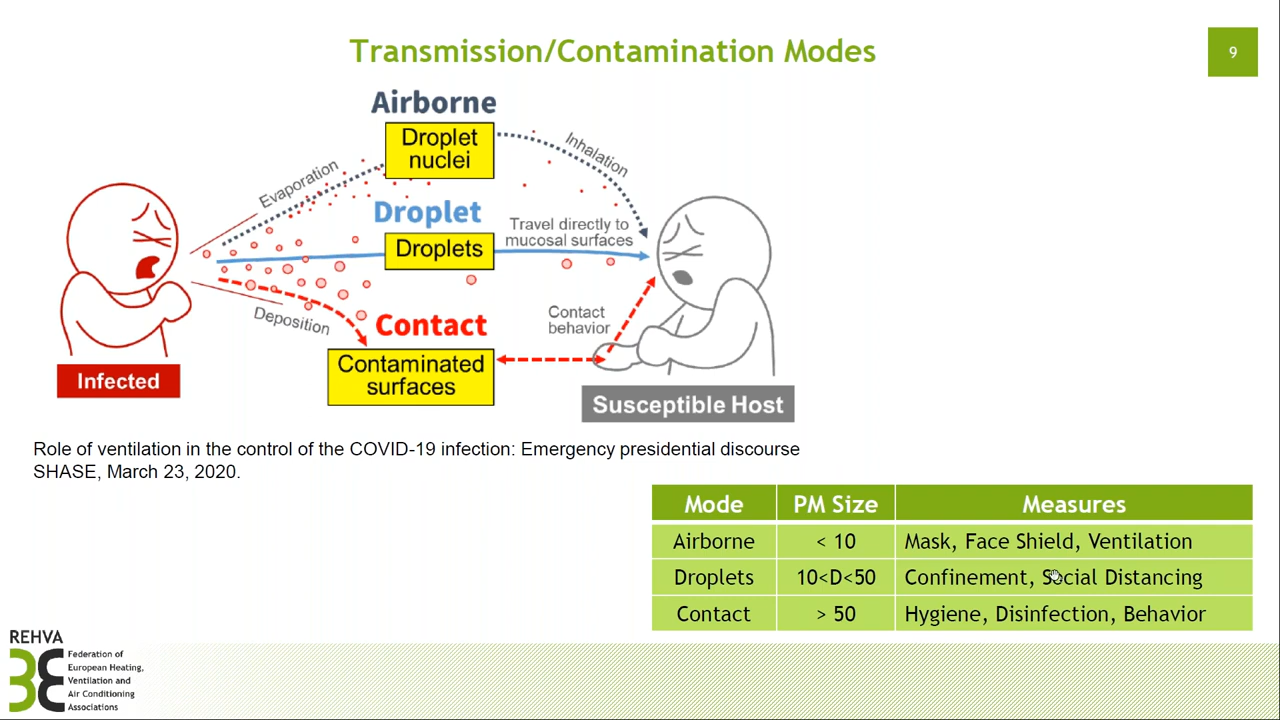 Transmission/Contamination Modes
9
Airborne
Droplet
nuclei
Inhalation
Evaporation
Droplet
Droplets
Travel directly to
mucosal surfaces
Deposition
Contact
Contact
behavior
Contaminated
surfaces
Infected
Susceptible Host
Role of ventilation in the control of the COVID-19 infection: Emergency presidential discourse
SHASE, March 23, 2020.
Mode PM Size Measures
Airborne < 10 Mask, Face Shield, Ventilation
Droplets 10<D<50 Confinement, Social Distancing
Contact > 50 Hygiene, Disinfection, Behavior
REHVA
Federation of
European Heating,
Ventilation and
Air Conditioning
Associations